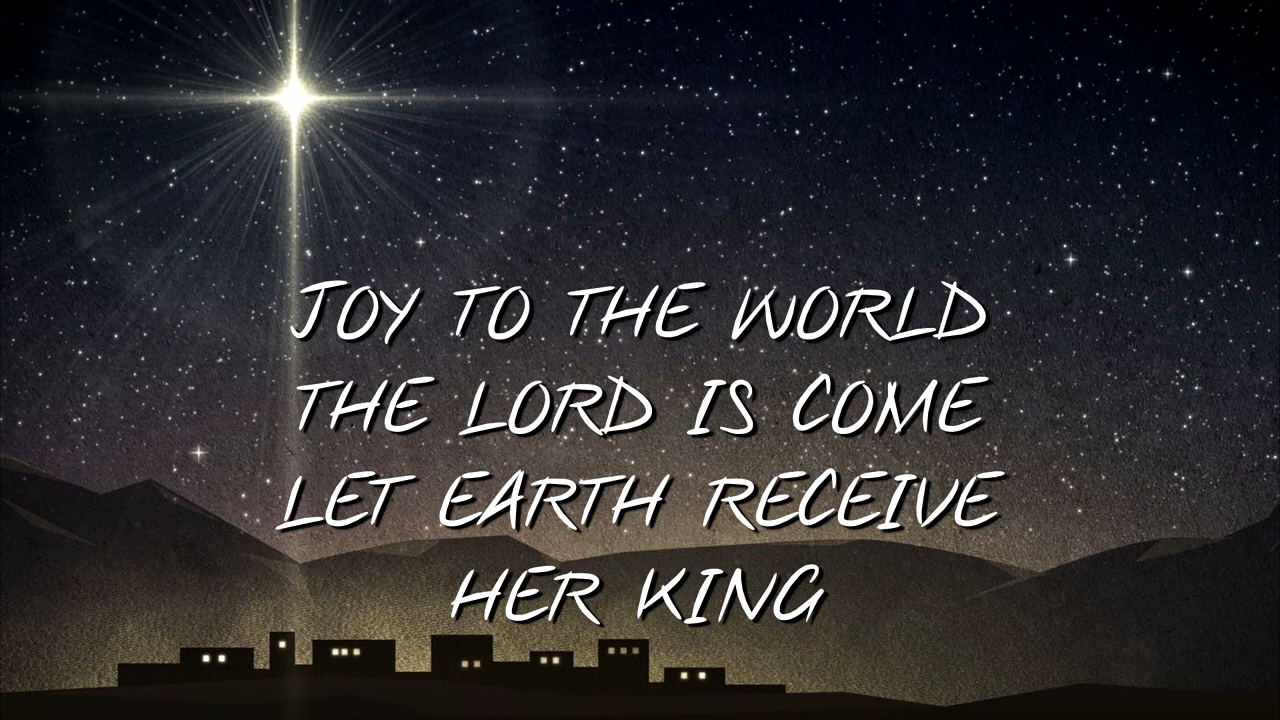 JOY TO THE WORLD
THE LORD IS COME
LET EARTH RECEIVE
HER KING